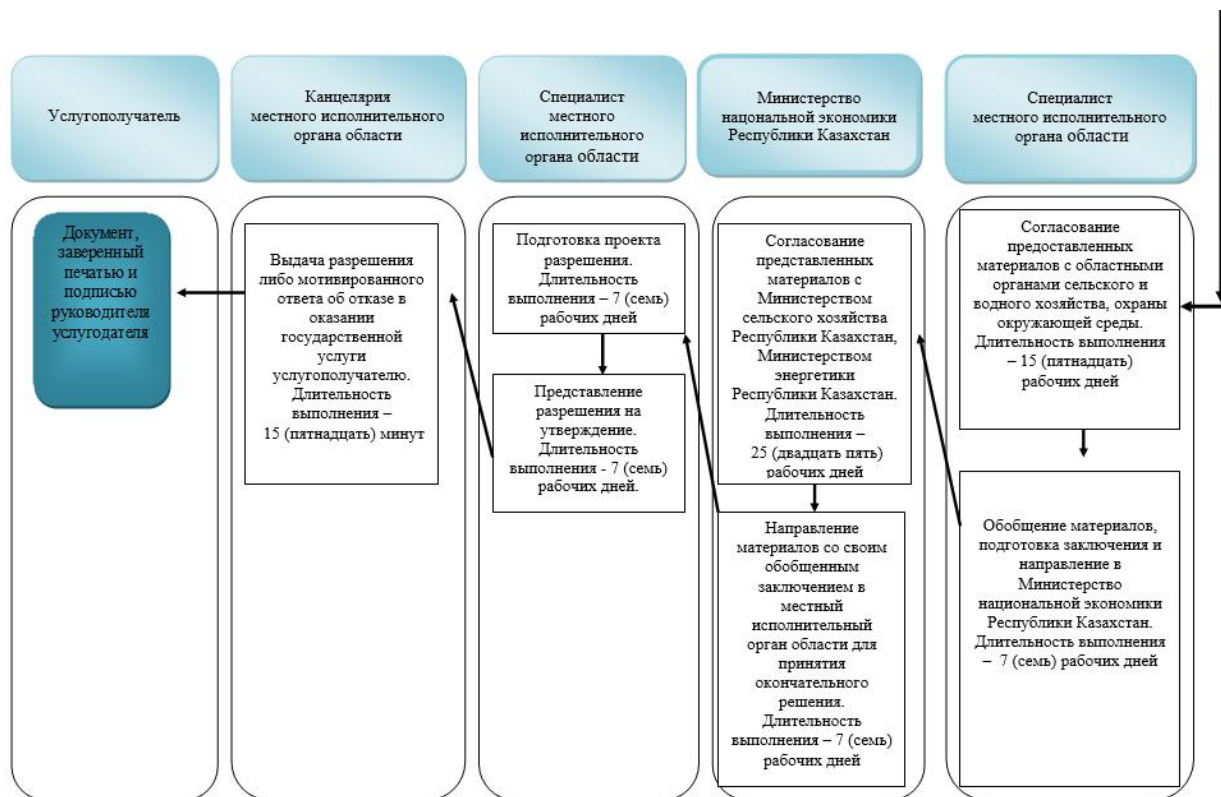 Услугополучатель
Канцелярия
местного исполнительного
органа области
Специалист
местного
исполнительного
органа области
Министерство
нацональной экономики
Республики Казахстан
Специалист
местного исполнительного
органа области
Документ,
заверенный
печатью и
подписью
руководителя
услугодателя
Выдача разрешения
либо мотивированного
ответа об отказе в
оказании
государственной
услуги
услугополучателю.
Длительность
выполнения –
15 (пятнадцать) минут
Подготовка проекта
разрешения.
Длительность
выполнения – 7 (семь)
рабочих дней
Представление
разрешения на
утверждение.
Длительность
выполнения - 7 (семь)
рабочих дней.
Согласование
представленных
материалов с
Министерством
сельского хозяйства
Республики Казахстан,
Министерством
энергетики
Республики Казахстан.
Длительность
выполнения –
25 (двадцать пять)
рабочих дней
Направление
материалов со своим
обобщенным
заключением в
местный
исполнительный
орган области для
принятия
окончательного
решения.
Длительность
выполнения – 7 (семь)
рабочих дней
Согласование
предоставленных
материалов с областными
органами сельского и
водного хозяйства, охраны
окружающей среды.
Длительность выполнения
– 15 (пятнадцать)
рабочих дней
Обобщение материалов,
подготовка заключения и
направление в
Министерство
национальной экономики
Республики Казахстан.
Длительность выполнения
– 7 (семь) рабочих дней